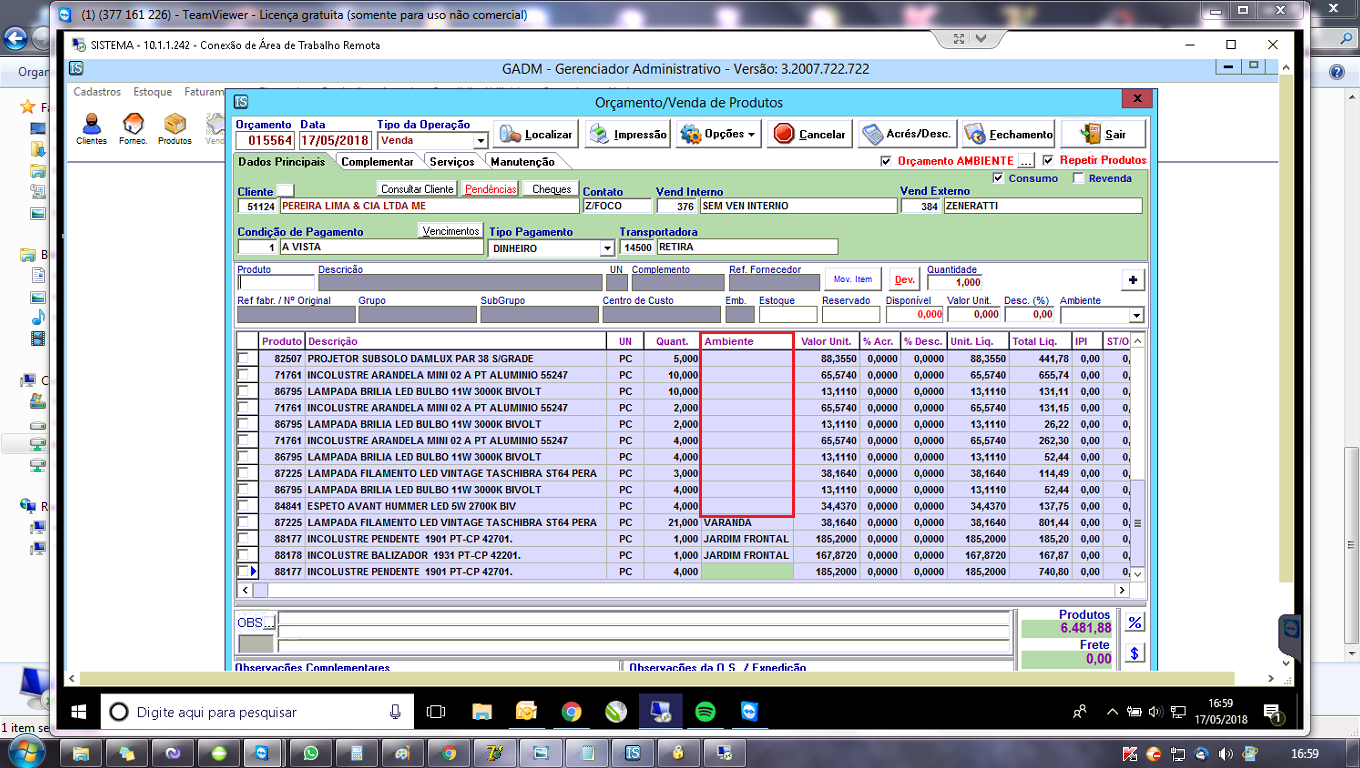 (1) (377 161 226) - TeamViewer - Licença gratuita (somente para uso não comercial)
SISTEMA - 10.1.1.242 - Conexão de Área de Trabalho Remota
Organ
GADM - Gerenciador Administrativo - Versão: 3.2007.722.722
Cadastros Estoque Faturam
Orçamento/Venda de Produtos
Clientes Fornec. Produtos Vend
Orçamento Data Tipo da Operação
015564 17/05/2018 Venda
Localizar Impressão Opções Cancelar Acrés/Desc. Fechamento Sair
Dados Principais Complementar Serviços Manutenção
Orçamento AMBIENTE ... Repetir Produtos
Consumo Revenda
Cliente Consultar Cliente Pendências Cheques Contato Vend Interno Vend Externo
51124 PEREIRA LIMA & CIA LTDA ME Z/FOCO 376 SEM VEN INTERNO 384 ZENERATTI
Condição de Pagamento Vencimentos Tipo Pagamento Transportadora
1 A VISTA DINHEIRO 14500 RETIRA
Produto Descrição UN Complemento Ref. Fornecedor Mov. Item Dev. Quantidade
1,000 +
Ref fabr. / Nº Original Grupo SubGrupo Centro de Custo Emb. Estoque Reservado Disponível Valor Unit. Desc. (%) Ambiente
0,000 0,000 0,00
Produto Descrição UN Quant. Ambiente Valor Unit. % Acr. % Desc. Unit. Liq. Total Liq. IPI ST/O
82507 PROJETOR SUBSOLO DAMLUX PAR 38 S/GRADE PC 5,000 88,3550 0,0000 0,0000 88,3550 441,78 0,00 0,
71761 INCOLUSTRE ARANDELA MINI 02 A PT ALUMINIO 55247 PC 10,000 65,5740 0,0000 0,0000 65,5740 655,74 0,00 0,
86795 LAMPADA BRILIA LED BULBO 11W 3000K BIVOLT PC 10,000 13,1110 0,0000 0,0000 13,1110 131,11 0,00 0,
71761 INCOLUSTRE ARANDELA MINI 02 A PT ALUMINIO 55247 PC 2,000 65,5740 0,0000 0,0000 65,5740 131,15 0,00 0,
86795 LAMPADA BRILIA LED BULBO 11W 3000K BIVOLT PC 2,000 13,1110 0,0000 0,0000 13,1110 26,22 0,00 0,
71761 INCOLUSTRE ARANDELA MINI 02 A PT ALUMINIO 55247 PC 4,000 65,5740 0,0000 0,0000 65,5740 262,30 0,00 0,
86795 LAMPADA BRILIA LED BULBO 11W 3000K BIVOLT PC 4,000 13,1110 0,0000 0,0000 13,1110 52,44 0,00 0,
87225 LAMPADA FILAMENTO LED VINTAGE TASCHIBRA ST64 PERA PC 3,000 38,1640 0,0000 0,0000 38,1640 114,49 0,00 0,
86795 LAMPADA BRILIA LED BULBO 11W 3000K BIVOLT PC 4,000 13,1110 0,0000 0,0000 13,1110 52,44 0,00 0,
84841 ESPETO AVANT HUMMER LED 5W 2700K BIV PC 4,000 34,4370 0,0000 0,0000 34,4370 137,75 0,00 0,
87225 LAMPADA FILAMENTO LED VINTAGE TASCHIBRA ST64 PERA PC 21,000 VARANDA 38,1640 0,0000 0,0000 38,1640 801,44 0,00 0,
88177 INCOLUSTRE PENDENTE 1901 PT-CP 42701. PC 1,000 JARDIM FRONTAL 185,2000 0,0000 0,0000 185,2000 185,20 0,00 0,
88178 INCOLUSTRE BALIZADOR 1931 PT-CP 42201. PC 1,000 JARDIM FRONTAL 167,8720 0,0000 0,0000 167,8720 167,87 0,00 0,
88177 INCOLUSTRE PENDENTE 1901 PT-CP 42701. PC 4,000 185,2000 0,0000 0,0000 185,2000 740,80 0,00 0,
OBS...
Produtos %
6.481,88
Frete $
0,00
Observações Complementares Observações da O.S. / Expedição
Digite aqui para pesquisar
16:59
17/05/2018
1
1 item se
16:59